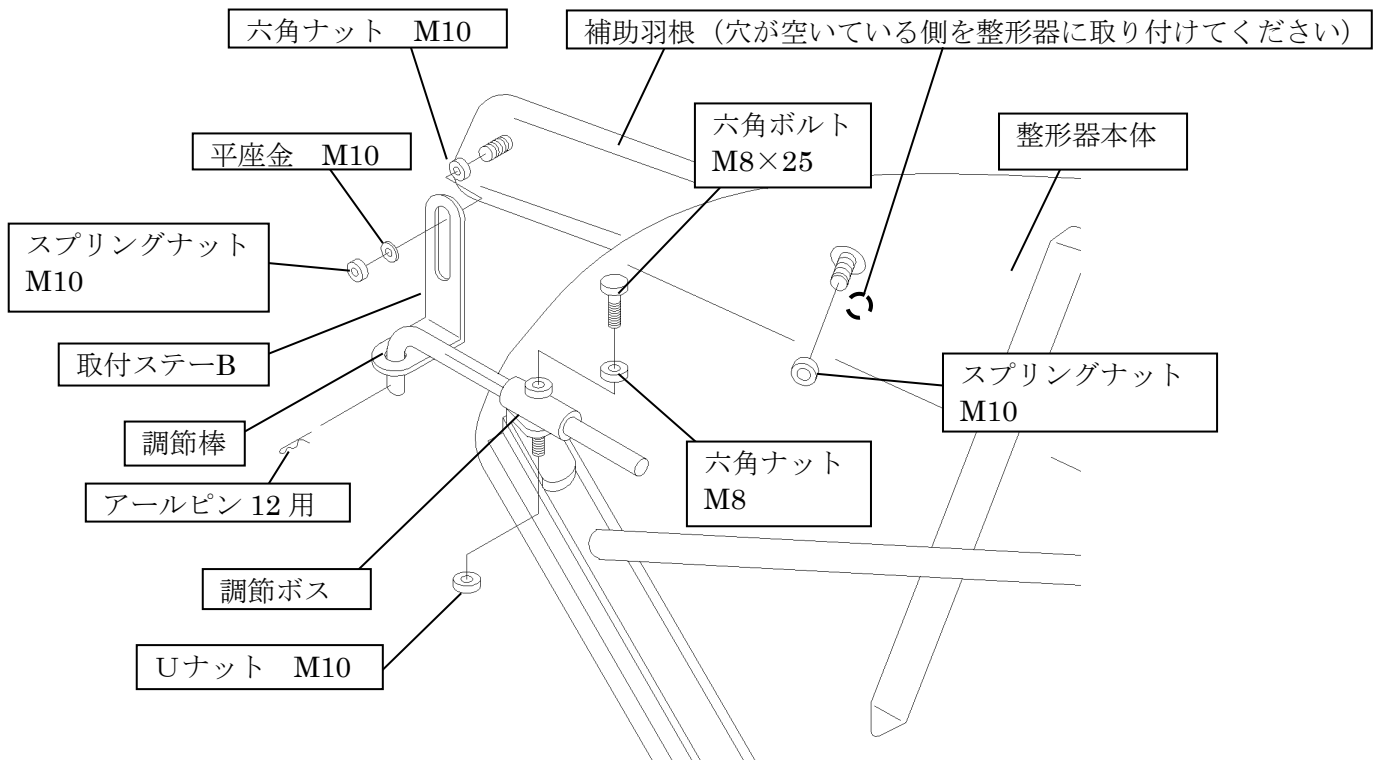 六角ナット　M10
補助羽根（穴が空いている側を整形器に取り付けてください）
六角ボルト
M8×25
整形器本体
平座金　M10
スプリングナット
M10
取付ステーB
スプリングナット
M10
調節棒
六角ナット
M8
アールピン 12 用
調節ボス
Uナット　M10